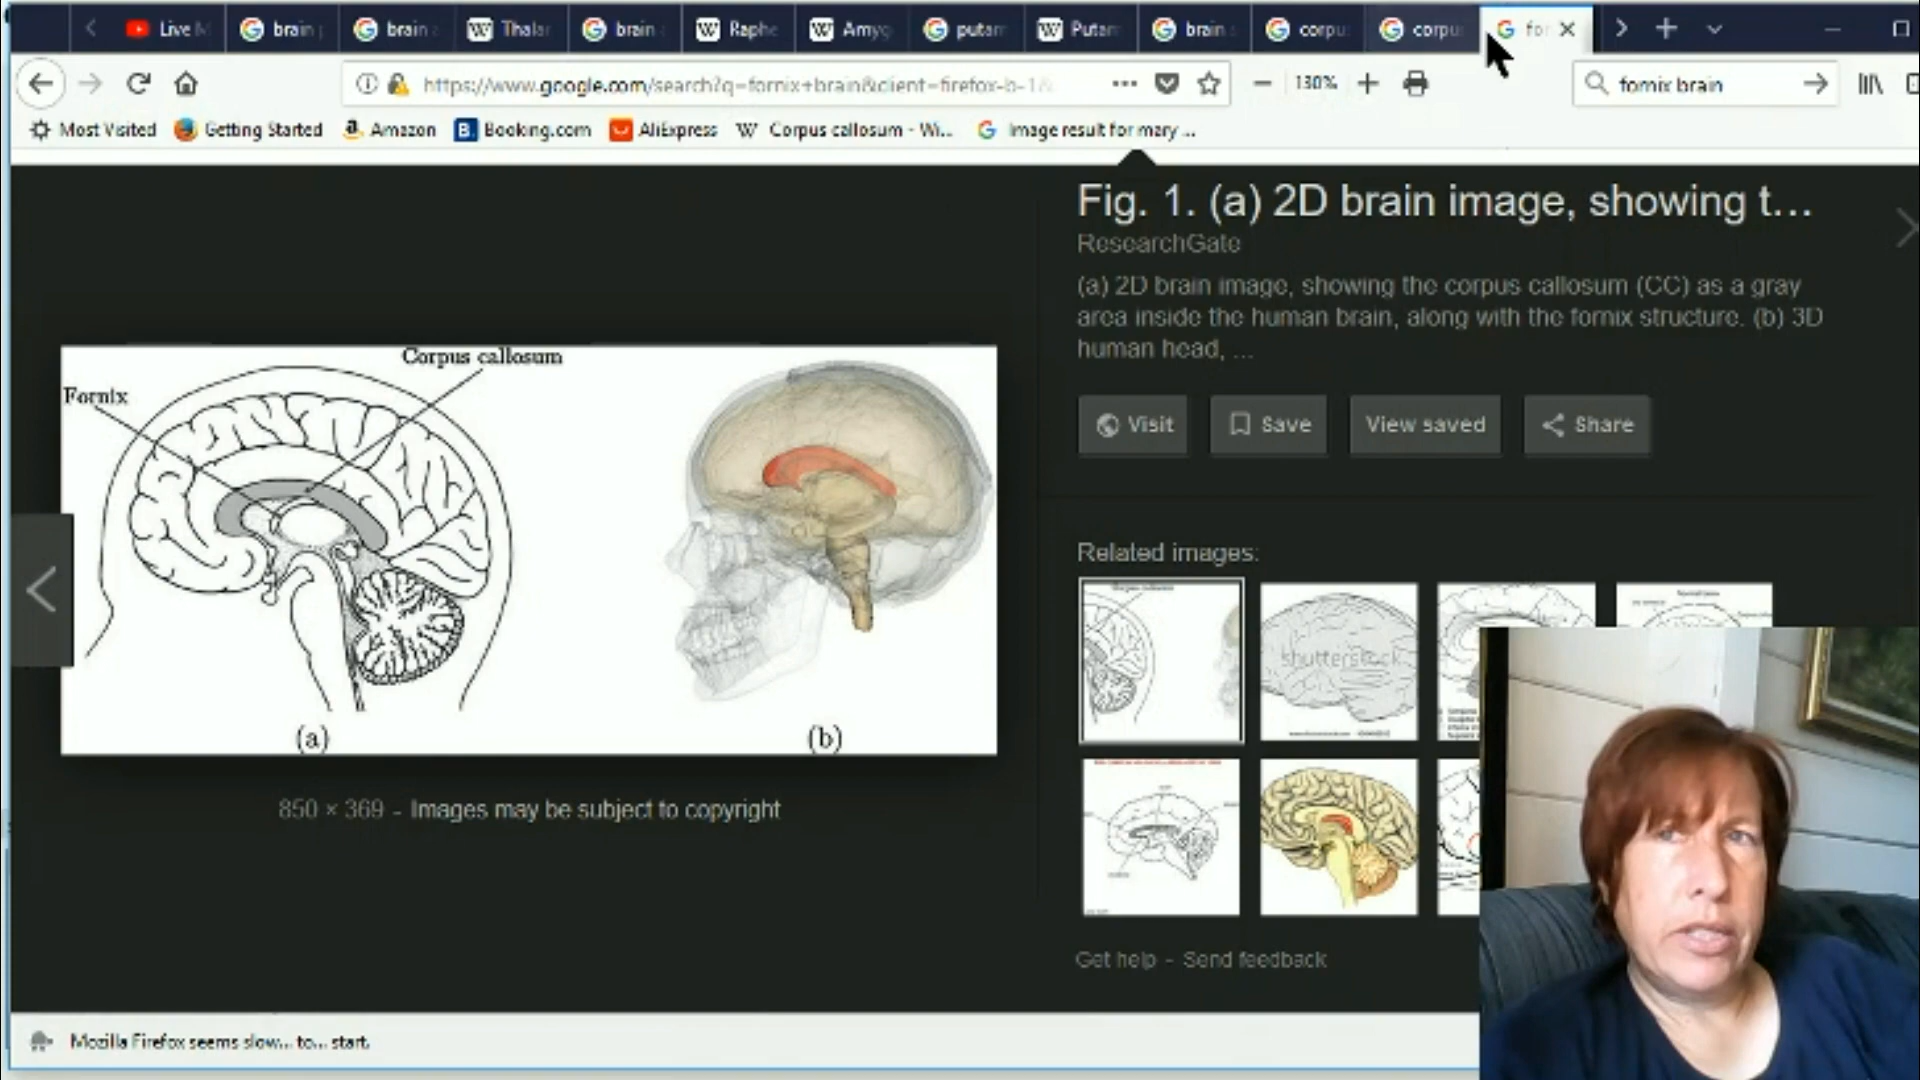 Live
brain
brain
Thalar
brain
Raphe
Amyg
putam
Putam
brain
corpu
corpu
for
https://www.google.com/search?q=fornix+brain&client=firefox-b-1
130%
fornix brain
Most Visited
Getting Started
Amazon
Booking.com
AliExpress
Corpus callosum - Wi...
Image result for mary ...
Fig. 1. (a) 2D brain image, showing t...
ResearchGate
(a) 2D brain image, showing the corpus callosum (CC) as a gray
area inside the human brain, along with the fornix structure. (b) 3D
human head, ...
Visit
Save
View saved
Share
Corpus callosum
Fornix
(a)
(b)
850 × 369 - Images may be subject to copyright
Related images:
shutterstock
Get help - Send feedback
Mozilla Firefox seems slow... to... start.